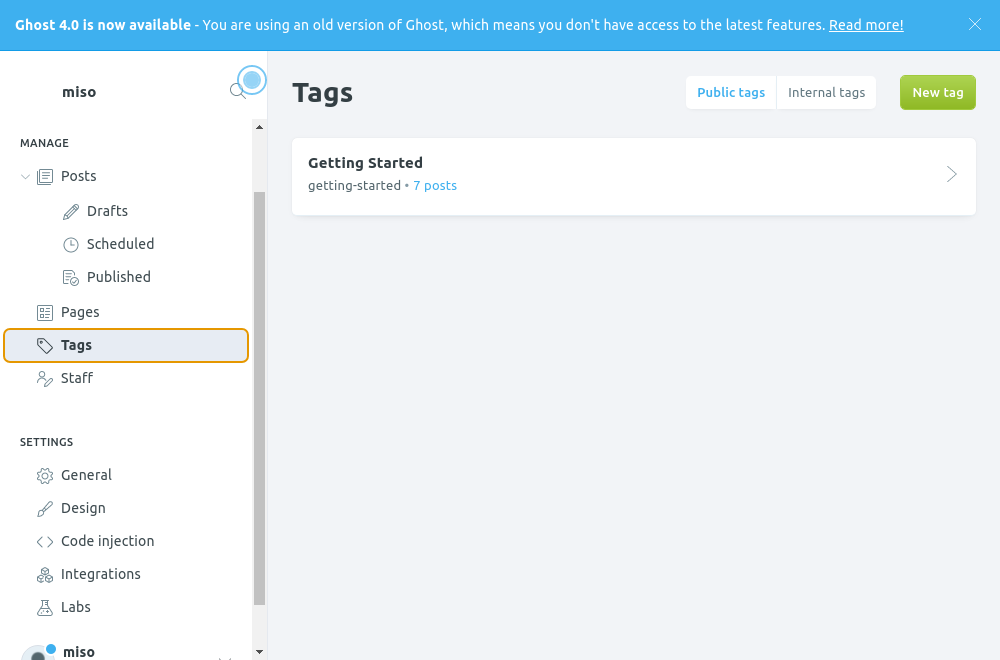 Ghost 4.0 is now available - You are using an old version of Ghost, which means you don't have access to the latest features. Read more!
miso
MANAGE
Posts
Drafts
Scheduled
Published
Pages
Tags
Staff
SETTINGS
General
Design
Code injection
Integrations
Labs
miso
Tags
Public tags
Internal tags
New tag
Getting Started
getting-started • 7 posts